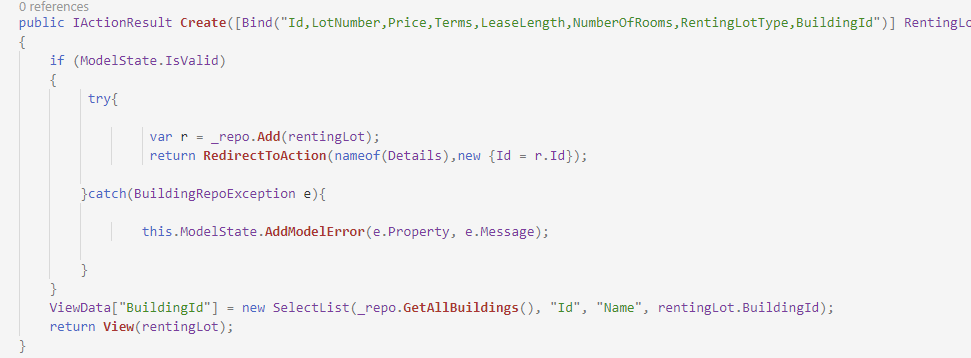 0 references
public IActionResult Create([Bind("Id,LotNumber,Price,Terms,LeaseLength,NumberOfRooms,RentingLotType,BuildingId")] RentingLo
{
if (ModelState.IsValid)
{
try{
var r = _repo.Add(rentingLot);
return RedirectToAction(nameof(Details),new {Id = r.Id});
}catch(BuildingRepoException e){
this.ModelState.AddModelError(e.Property, e.Message);
}
}
ViewData["BuildingId"] = new SelectList(_repo.GetAllBuildings(), "Id", "Name", rentingLot.BuildingId);
return View(rentingLot);
}